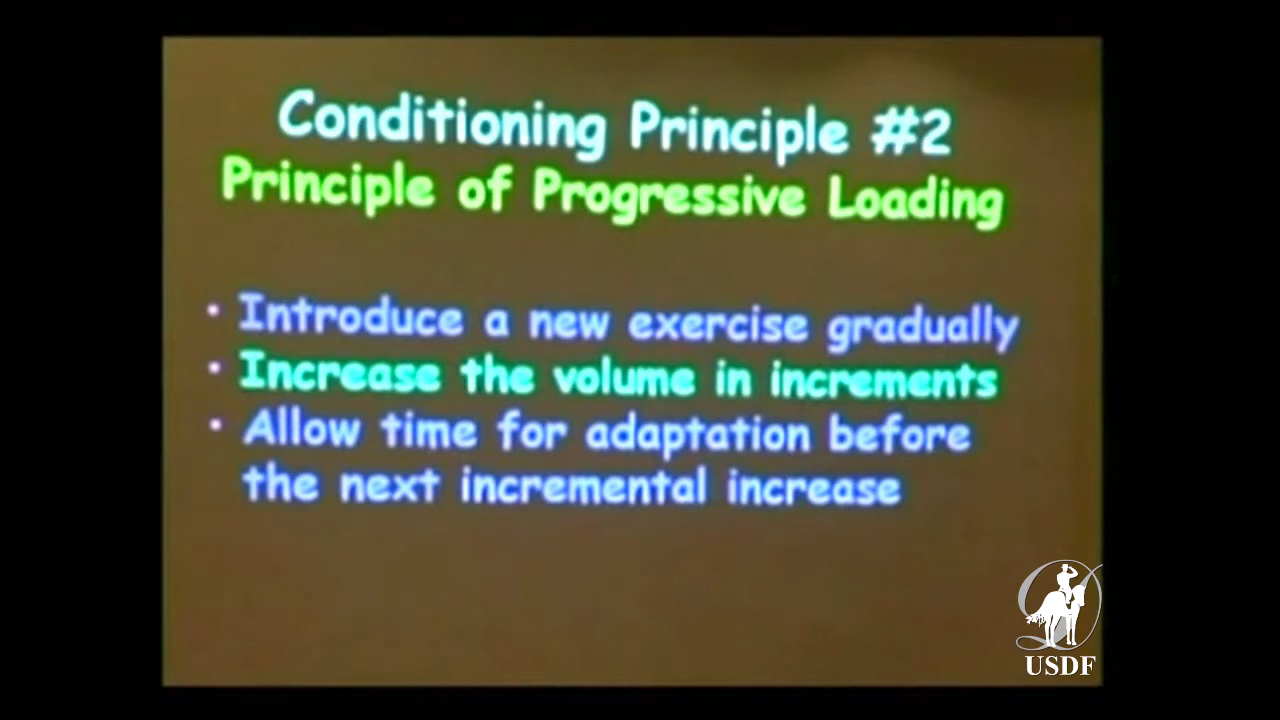 Conditioning Principle #2
Principle of Progressive Loading
• Introduce a new exercise gradually
• Increase the volume in increments
• Allow time for adaptation before
the next incremental increase
USDF